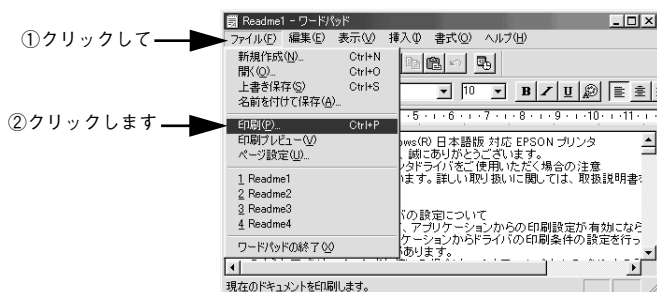 Readme1 - ワードパッド
①クリックして
ファイル(F) 編集(E) 表示(V) 挿入(I) 書式(O) ヘルプ(H)
新規作成(N)... Ctrl+N
開く(O)... Ctrl+O
上書き保存(S) Ctrl+S
名前を付けて保存(A)...
10 B Z U
・5・・・6・・・7・・・8・・・9・・・10・・・11・
②クリックします
印刷(P)... Ctrl+P
印刷プレビュー(V)
ページ設定(U)...
1 Readme1
2 Readme2
3 Readme3
4 Readme4
ワードパッドの終了(X)
ws(R) 日本語版 対応 EPSON プリンタ
誠にありがとうございます。
タドライバをご使用いただく場合の注意
ます。詳しい取り扱いに関しては、取扱説明書
の設定について
、アプリケーションからの印刷設定が有効になら
ケーションからドライバの印刷条件の設定を行っ
あります。
現在のドキュメントを印刷します。